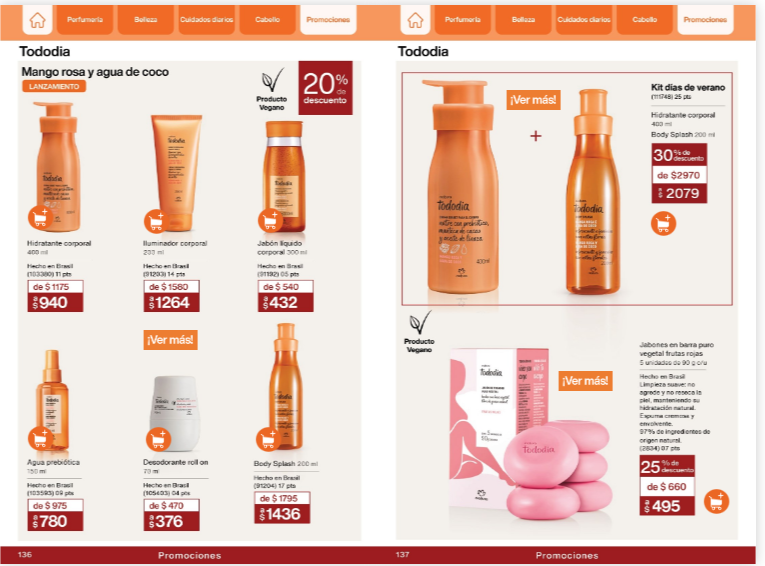 Perfumería
Belleza
Cuidados diarios
Cabello
Promociones
Tododia
Mango rosa y agua de coco
LANZAMIENTO
Producto
Vegano
20%
de
descuento
Hidratante corporal
400 ml
Hecho en Brasil
(103380) 11 pts
de $ 1175
a
$ 940
Iluminador corporal
200 ml
Hecho en Brasil
(91203) 14 pts
de $ 1580
a
$ 1264
Jabón líquido
corporal 300 ml
Hecho en Brasil
(91192) 05 pts
de $ 540
a
$ 432
¡Ver más!
Agua prebiótica
150 ml
Hecho en Brasil
(103593) 09 pts
de $ 975
a
$ 780
Desodorante roll on
70 ml
Hecho en Brasil
(105493) 04 pts
de $ 470
a
$ 376
Body Splash 200 ml
Hecho en Brasil
(91204) 17 pts
de $ 1795
a
$ 1436
136
Promociones
Perfumería
Belleza
Cuidados diarios
Cabello
Promociones
Tododia
¡Ver más!
+
Tododia
400 ml
Tododia
Kit días de verano
(111748) 25 pts
Hidratante corporal
400 ml
Body Splash 200 ml
30% de
descuento
de $2970
a
$ 2079
Producto
Vegano
Tododia
natura
Tododia
¡Ver más!
Jabones en barra puro
vegetal frutas rojas
5 unidades de 90 g c/u
Hecho en Brasil
Limpieza suave: no
agrede y no reseca la
piel, manteniendo su
hidratación natural.
Espuma cremosa y
envolvente.
97% de ingredientes de
origen natural.
(2834) 07 pts
25% de
descuento
de $ 660
a
$ 495
137
Promociones